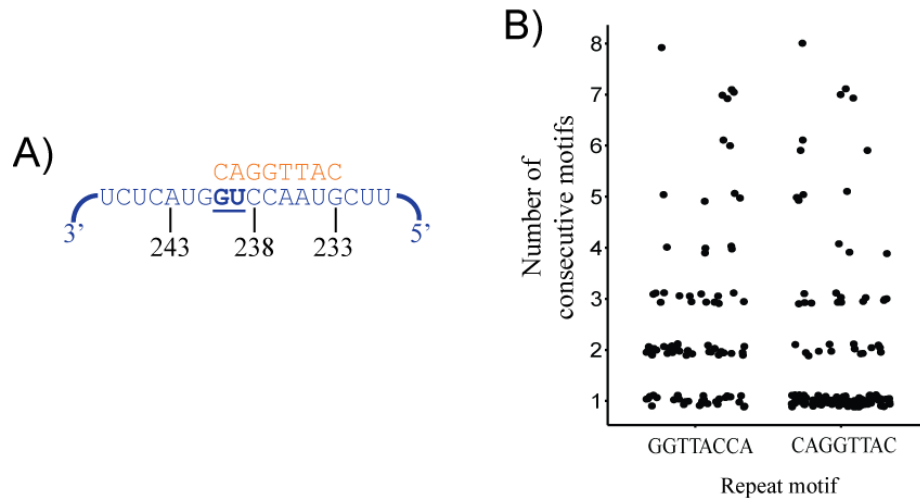 A)
CAGGTTAC
UCUCAUGGUCCAAUGCUU
3’ 5’
243 238 233
B)
Number of
consecutive motifs
8
7
6
5
4
3
2
1
GGTTACCA CAGGTTAC
Repeat motif